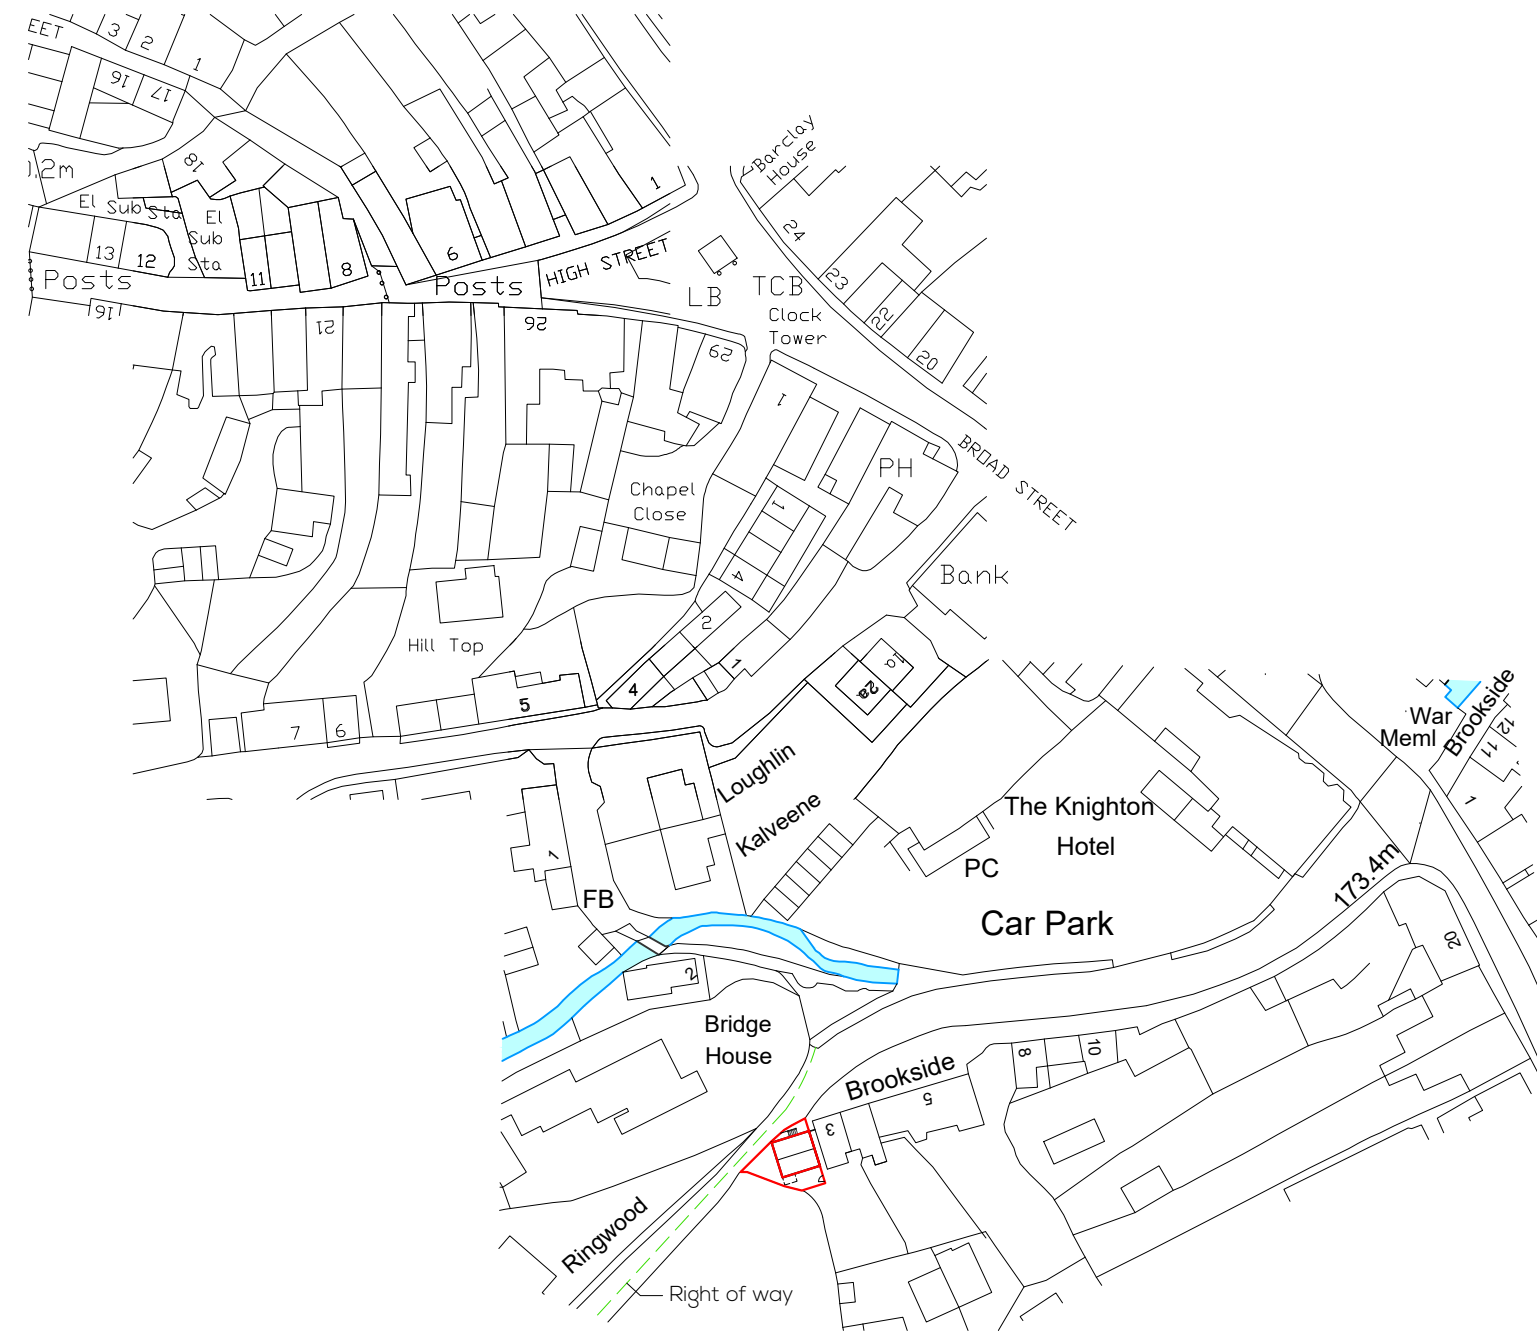 EET
3
2
1
16
17
0.2m
18
El Sub Sta
El
Sub
Sta
13
12
11
8
6
1
Posts
Posts
HIGH STREET
16
21
26
29
Barclay
House
24
23
22
20
LB
TCB
Clock
Tower
1
PH
BROAD STREET
Chapel
Close
1
4
2
1
4
Bank
1a
2a
Hill Top
5
7
6
Loughlin
Kalveene
The Knighton
Hotel
PC
Car Park
War
Meml
Brookside
12
11
7
173.4m
20
1
FB
2
Bridge
House
Brookside
8
10
5
3
Ringwood
Right of way